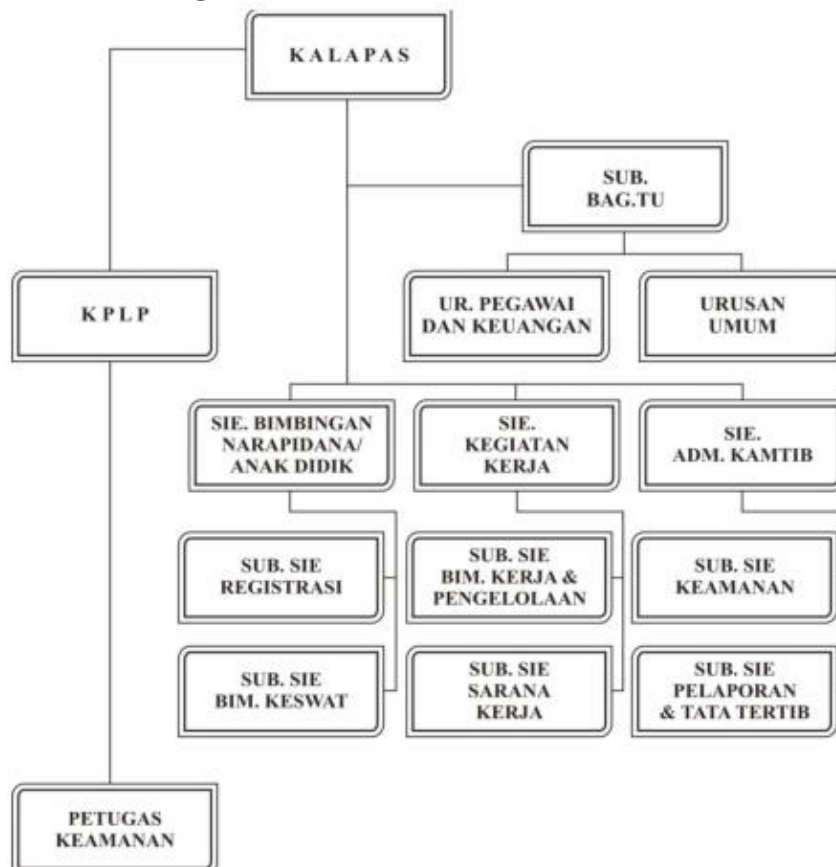 K A L A P A S
SUB.
BAG.TU
K P L P
UR. PEGAWAI
DAN KEUANGAN
URUSAN
UMUM
SIE. BIMBINGAN
NARAPIDANA/
ANAK DIDIK
SIE.
KEGIATAN
KERJA
SIE.
ADM. KAMTIB
SUB. SIE
REGISTRASI
SUB. SIE
BIM. KERJA &
PENGELOLAAN
SUB. SIE
KEAMANAN
SUB. SIE
BIM. KESWAT
SUB. SIE
SARANA
KERJA
SUB. SIE
PELAPORAN
& TATA TERTIB
PETUGAS
KEAMANAN